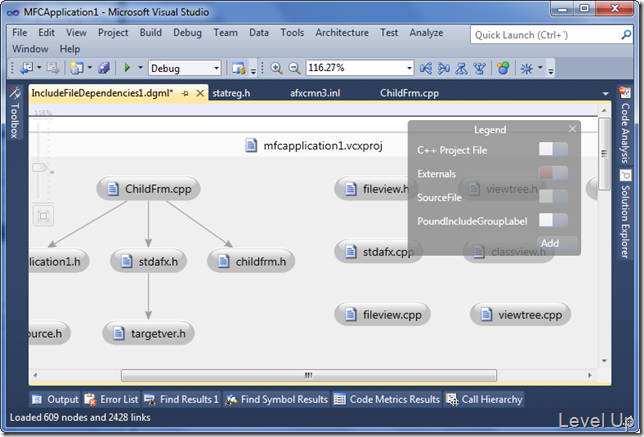 MFCApplication1 - Microsoft Visual Studio
File Edit View Project Build Debug Team Data Tools Architecture Test Analyze
Window Help
Quick Launch (Ctrl+`)
Debug
116.27%
IncludeFileDependencies1.dgml*
statreg.h
afxcmn3.inl
ChildFrm.cpp
Toolbox
116%
mfcapplication1.vcxproj
Legend
C++ Project File
Externals
SourceFile
PoundIncludeGroupLabel
Add
ChildFrm.cpp
fileview.h
viewtree.h
lication1.h
stdafx.h
childfrm.h
stdafx.cpp
classview.h
ource.h
targetver.h
fileview.cpp
viewtree.cpp
Code Analysis
Solution Explorer
Output
Error List
Find Results 1
Find Symbol Results
Code Metrics Results
Call Hierarchy
Loaded 609 nodes and 2428 links
Level Up